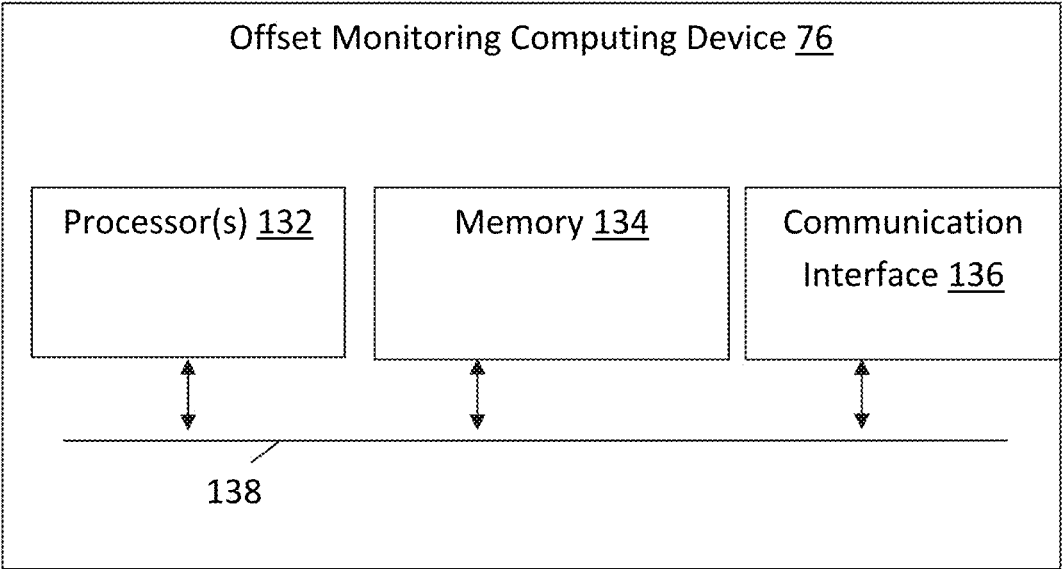 Offset Monitoring Computing Device 76
Processor(s) 132
Memory 134
Communication
Interface 136
138